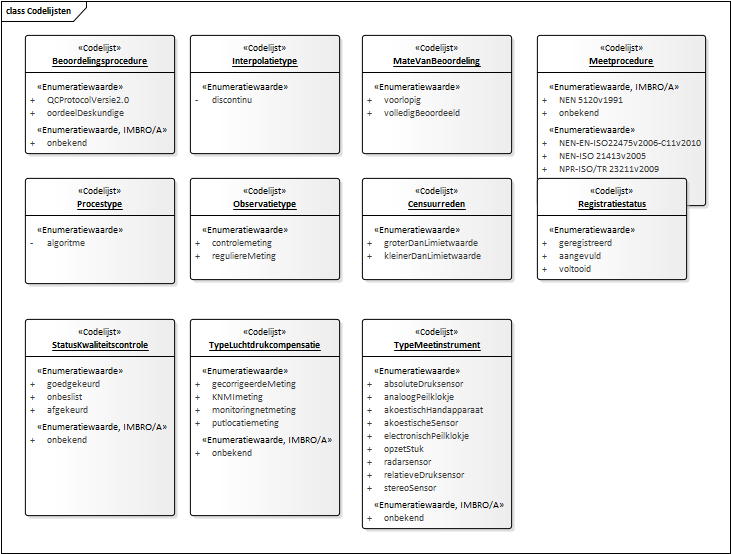 class Codelijsten
«Codelijst»
Beoordelingsprocedure
«Enumeratiewaarde»
+ QCProtocolVersie2.0
+ oordeelDeskundige
«Enumeratiewaarde, IMBRO/A»
+ onbekend
«Codelijst»
Interpolatietype
«Enumeratiewaarde»
- discontinu
«Codelijst»
MateVanBeoordeling
«Enumeratiewaarde»
+ voorlopig
+ volledigBeoordeeld
«Codelijst»
Meetprocedure
«Enumeratiewaarde, IMBRO/A»
+ NEN 5120v1991
+ onbekend
«Enumeratiewaarde»
+ NEN-EN-ISO22475v2006-C11v2010
+ NEN-ISO 21413v2005
+ NPR-ISO/TR 23211v2009
«Codelijst»
Procestype
«Enumeratiewaarde»
- algoritme
«Codelijst»
Observatietype
«Enumeratiewaarde»
+ controlemeting
+ reguliereMeting
«Codelijst»
Censuurreden
«Enumeratiewaarde»
+ groterDanLimietwaarde
+ kleinerDanLimietwaarde
«Codelijst»
Registratiestatus
«Enumeratiewaarde»
+ geregistreerd
+ aangevuld
+ voltooid
«Codelijst»
StatusKwaliteitscontrole
«Enumeratiewaarde»
+ goedgekeurd
+ onbeslist
+ afgekeurd
«Enumeratiewaarde, IMBRO/A»
+ onbekend
«Codelijst»
TypeLuchtdrukcompensatie
«Enumeratiewaarde»
+ gecorrigeerdeMeting
+ KNMImeting
+ monitoringnetmeting
+ putlocatiemeting
«Enumeratiewaarde, IMBRO/A»
+ onbekend
«Codelijst»
TypeMeetinstrument
«Enumeratiewaarde»
+ absoluteDruksensor
+ analoogPeilklokje
+ akoestischHandapparaat
+ akoestischeSensor
+ electronischPeilklokje
+ opzetStuk
+ radarsensor
+ relatieveDruksensor
+ stereoSensor
«Enumeratiewaarde, IMBRO/A»
+ onbekend